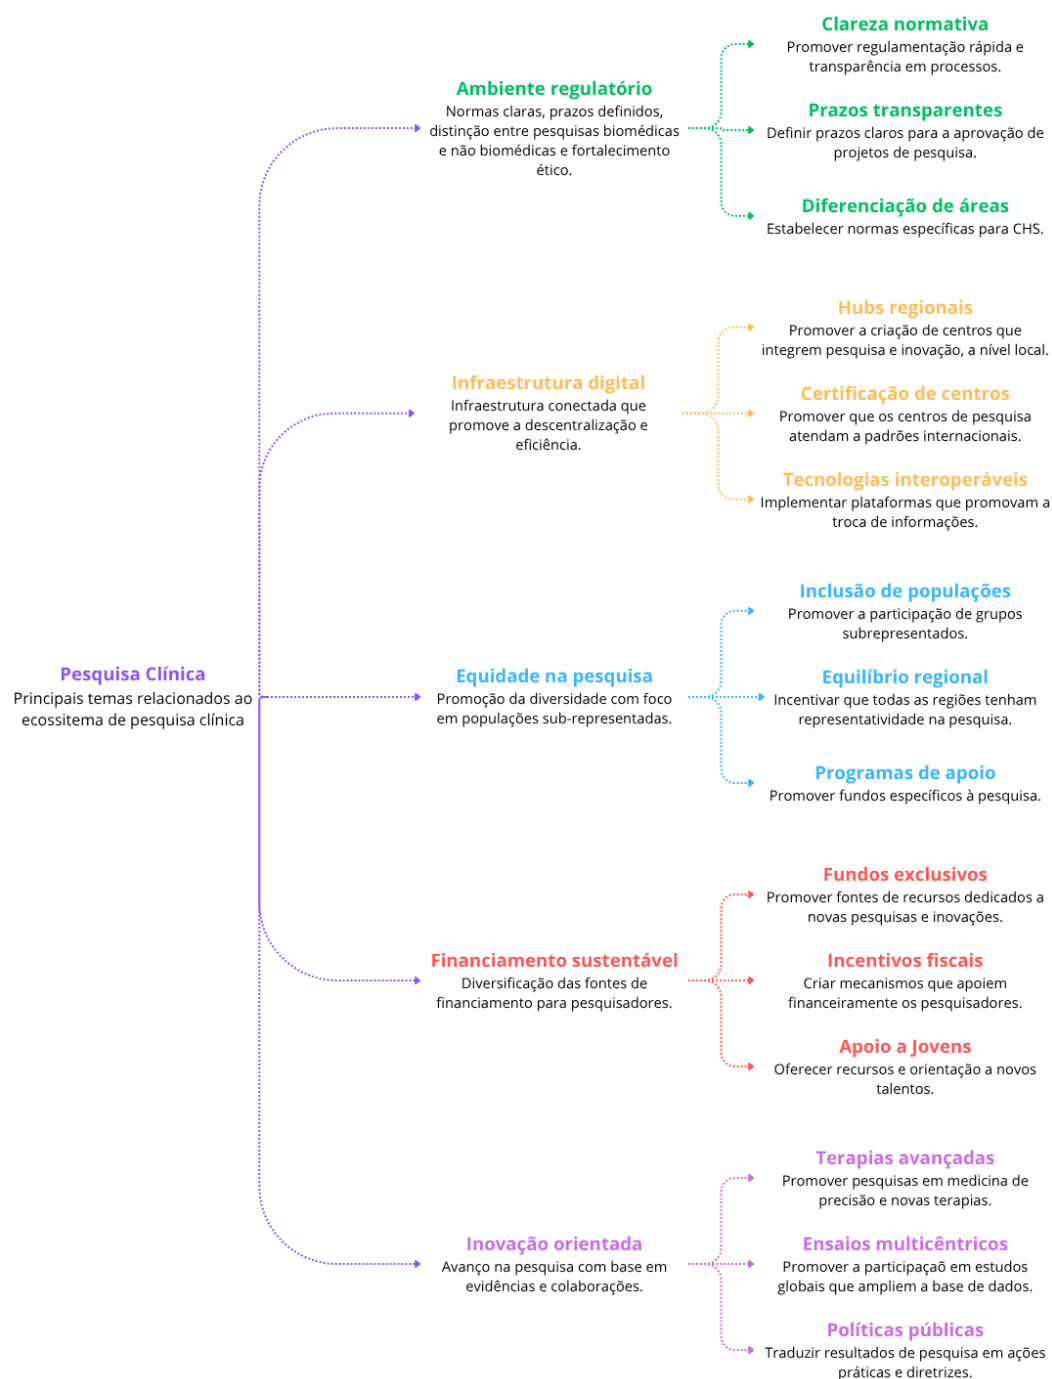 Pesquisa Clínica
Principais temas relacionados ao
ecossitema de pesquisa clínica
Ambiente regulatório
Normas claras, prazos definidos,
distinção entre pesquisas biomédicas
e não biomédicas e fortalecimento
ético.
Clareza normativa
Promover regulamentação rápida e
transparência em processos.
Prazos transparentes
Definir prazos claros para a aprovação de
projetos de pesquisa.
Diferenciação de áreas
Estabelecer normas específicas para CHS.
Infraestrutura digital
Infraestrutura conectada que
promove a descentralização e
eficiência.
Hubs regionais
Promover a criação de centros que
integrem pesquisa e inovação, a nível local.
Certificação de centros
Promover que os centros de pesquisa
atendam a padrões internacionais.
Tecnologias interoperáveis
Implementar plataformas que promovam a
troca de informações.
Equidade na pesquisa
Promoção da diversidade com foco
em populações sub-representadas.
Inclusão de populações
Promover a participação de grupos
subrepresentados.
Equilíbrio regional
Incentivar que todas as regiões tenham
representatividade na pesquisa.
Programas de apoio
Promover fundos específicos à pesquisa.
Financiamento sustentável
Diversificação das fontes de
financiamento para pesquisadores.
Fundos exclusivos
Promover fontes de recursos dedicados a
novas pesquisas e inovações.
Incentivos fiscais
Criar mecanismos que apoiem
financeiramente os pesquisadores.
Apoio a Jovens
Oferecer recursos e orientação a novos
talentos.
Inovação orientada
Avanço na pesquisa com base em
evidências e colaborações.
Terapias avançadas
Promover pesquisas em medicina de
precisão e novas terapias.
Ensaios multicêntricos
Promover a participaçaõ em estudos
globais que ampliem a base de dados.
Políticas públicas
Traduzir resultados de pesquisa em ações
práticas e diretrizes.